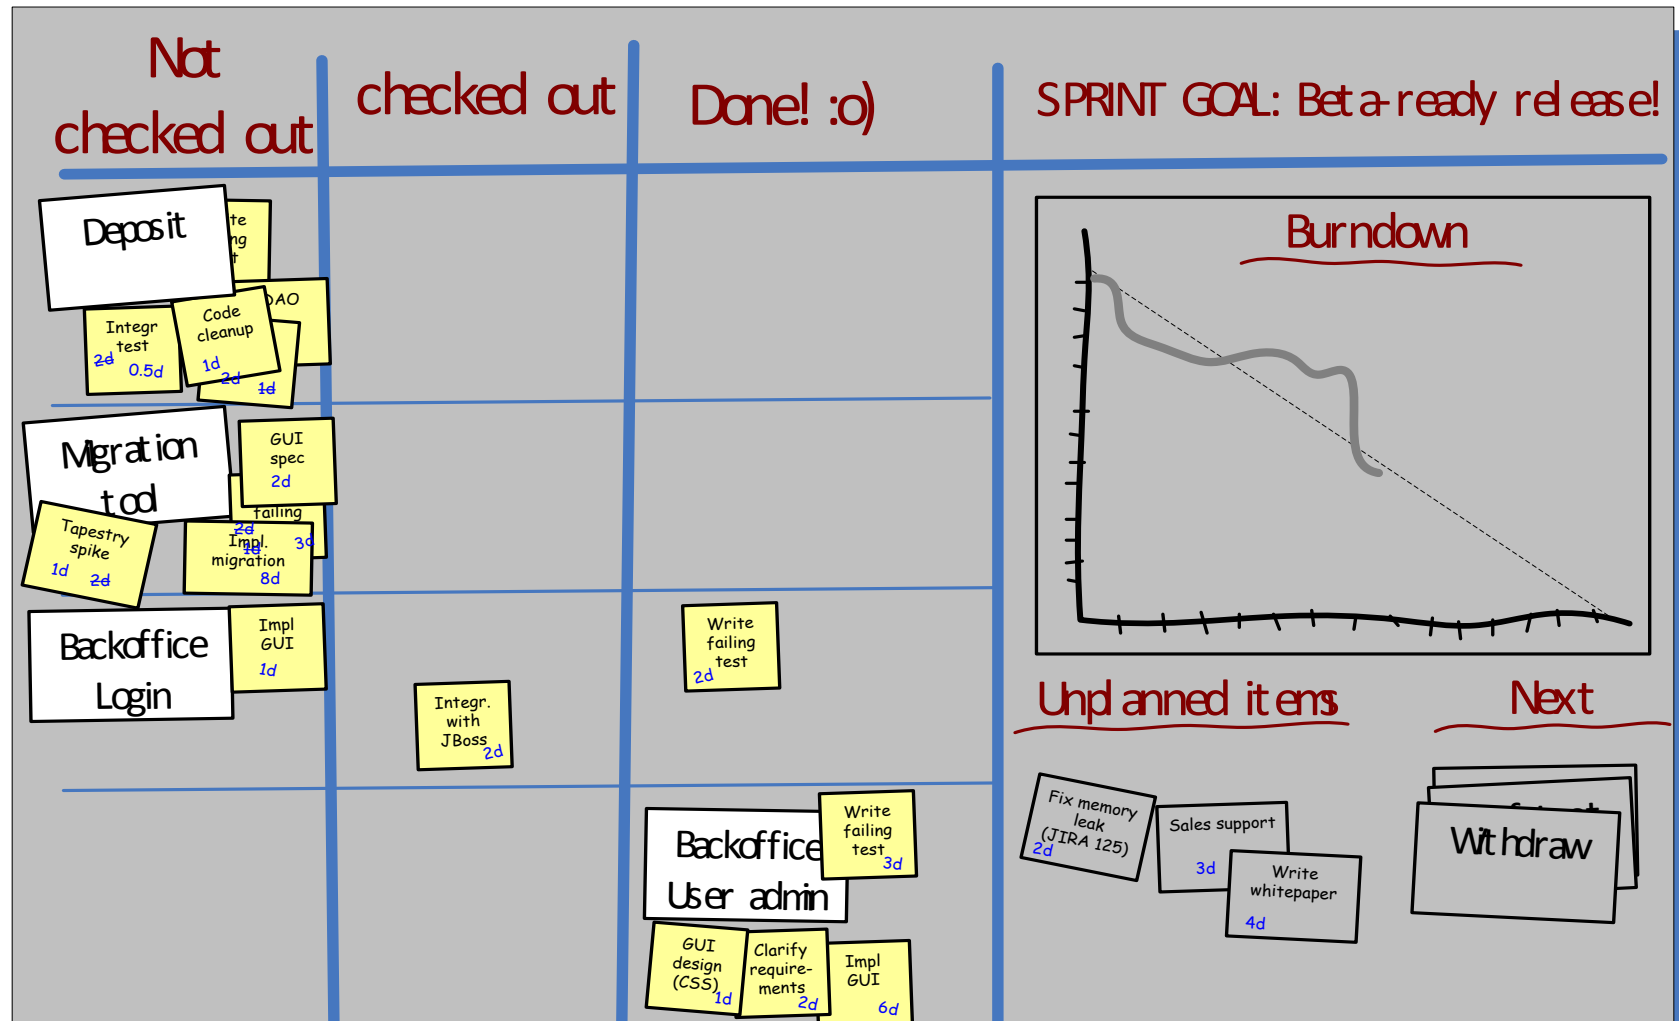 Not
checked out
checked out
Done! :o)
SPRINT GOAL: Beta-ready release!
Deposit
DAO
Code
cleanup
1d
2d
1d
Integr
test
2d
0.5d
Migration
tool
GUI
spec
2d
failing
2d
1d
3d
Impl.
migration
8d
Tapestry
spike
1d
2d
Backoffice
Login
Impl
GUI
1d
Integr.
with
JBoss
2d
Write
failing
test
2d
Backoffice
User admin
Write
failing
test
3d
GUI
design
(CSS)
1d
Clarify
require-
ments
2d
Impl
GUI
6d
Burndown
Unplanned items
Next
Fix memory
leak
(JIRA 125)
2d
Sales support
3d
Write
whitepaper
4d
Withdraw